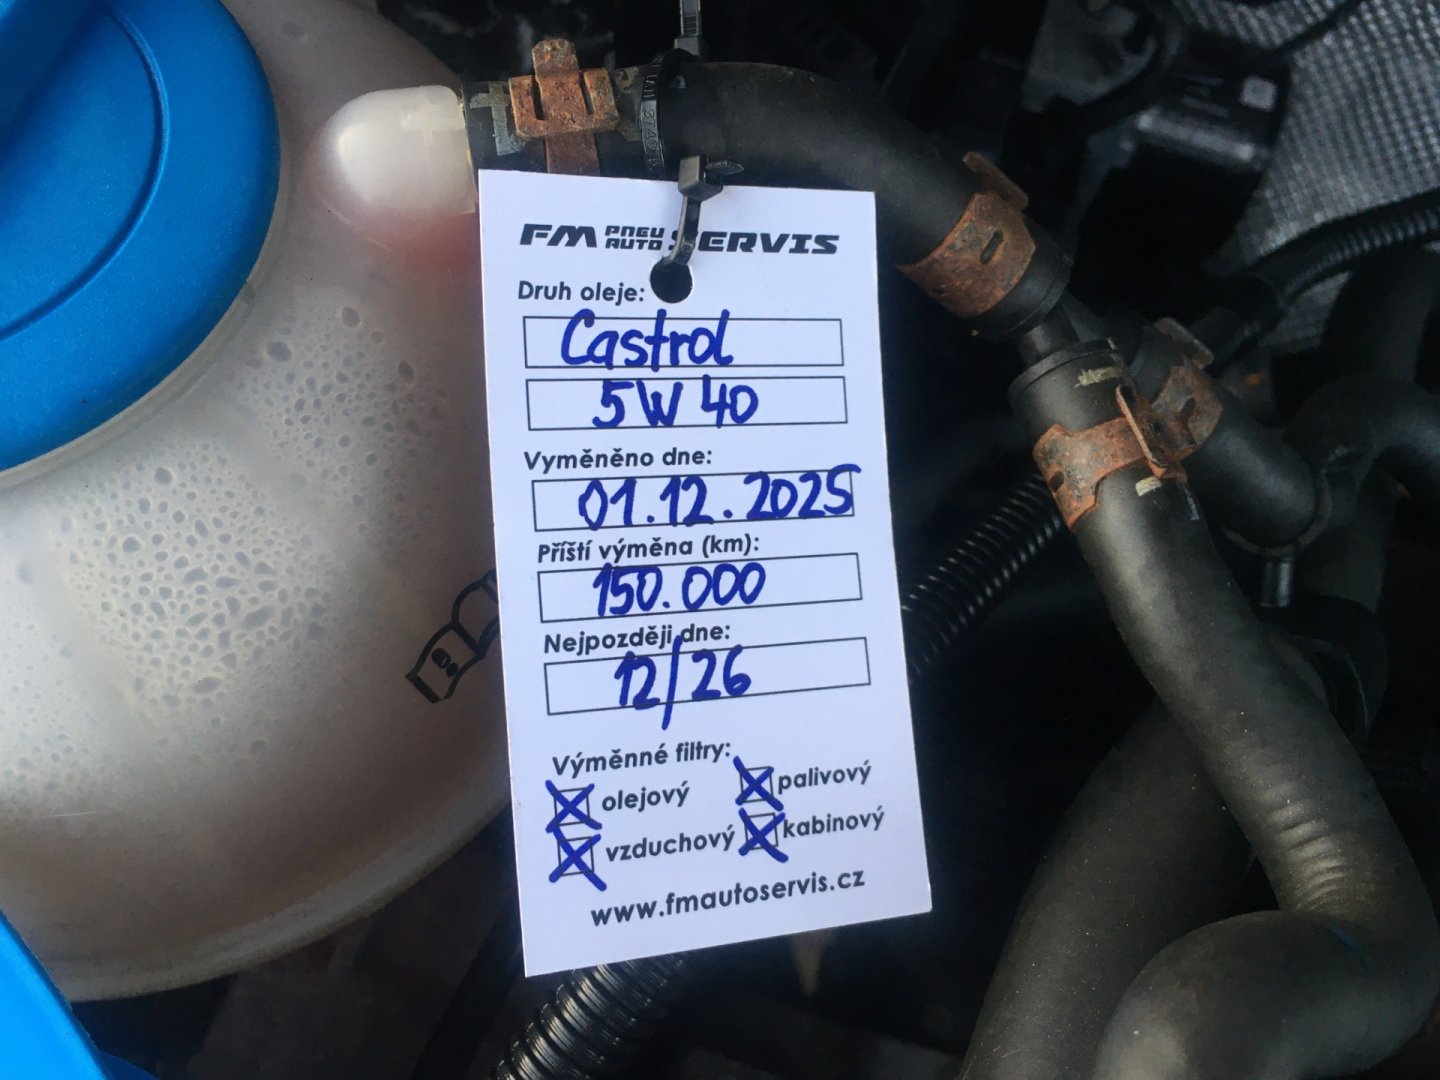 FM PNEU AUTO SERVIS
Druh oleje:
Castrol
5W 40
Vyměněno dne:
01.12.2025
Příští výměna (km):
150.000
Nejpozději dne:
12/26
Výměnné filtry:
olejový
palivový
vzduchový
kabinový
www.fmautoservis.cz